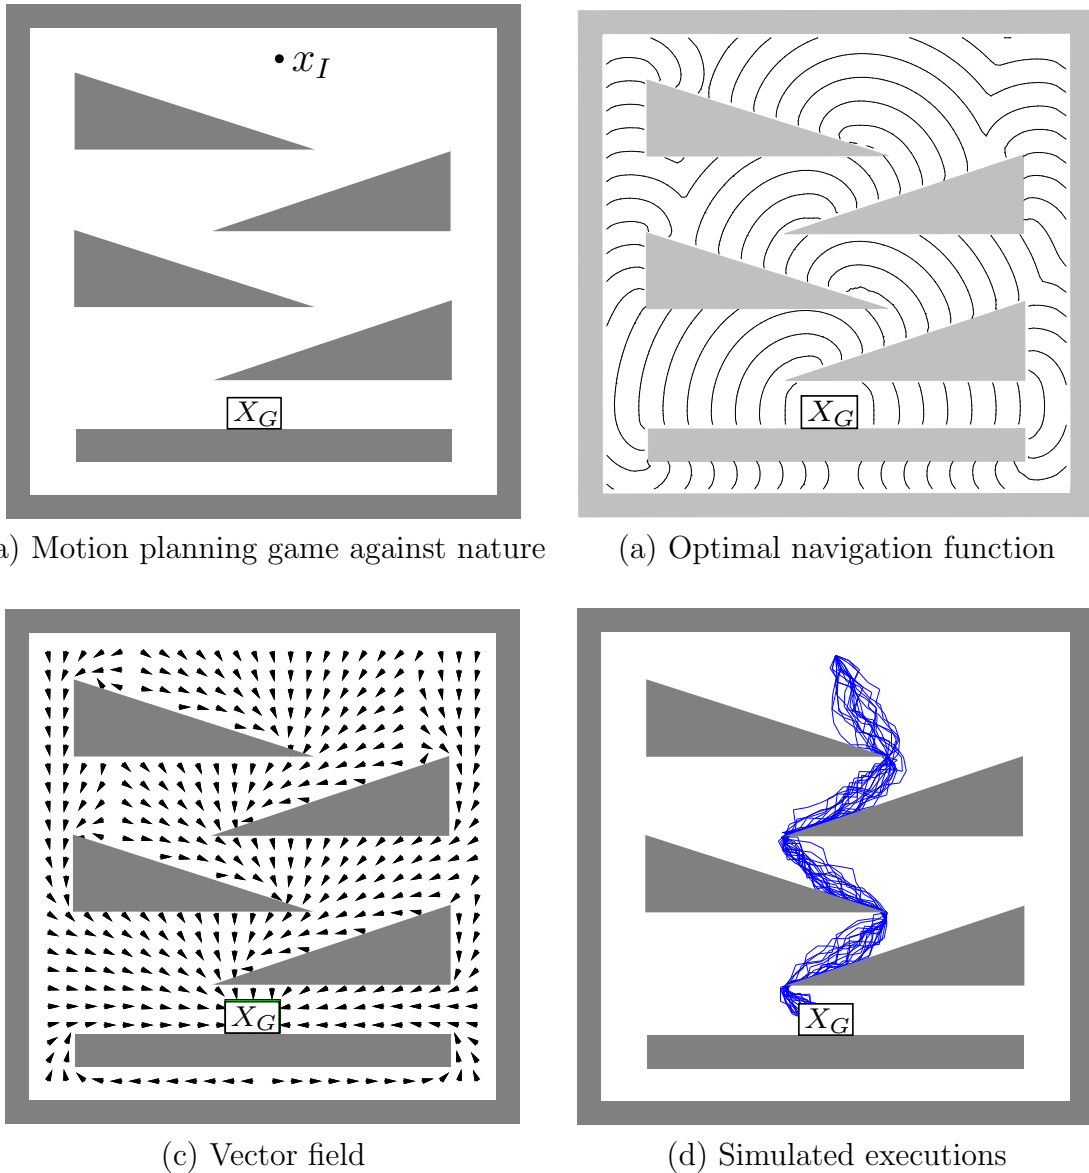 x_I
X_G
X_G
a) Motion planning game against nature
(a) Optimal navigation function
X_G
X_G
(c) Vector field
(d) Simulated executions